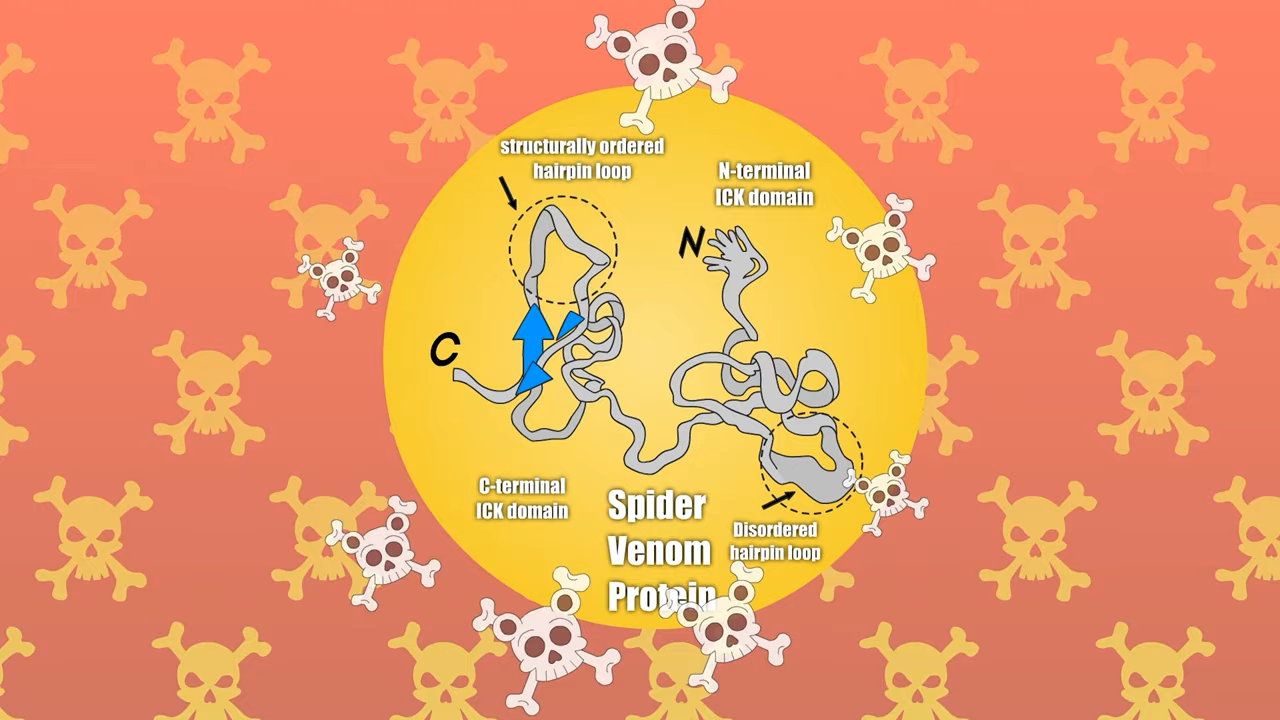 structurally ordered
hairpin loop
N-terminal
ICK domain
N
C
C-terminal
ICK domain
Spider
Venom
Protein
Disordered
hairpin loop